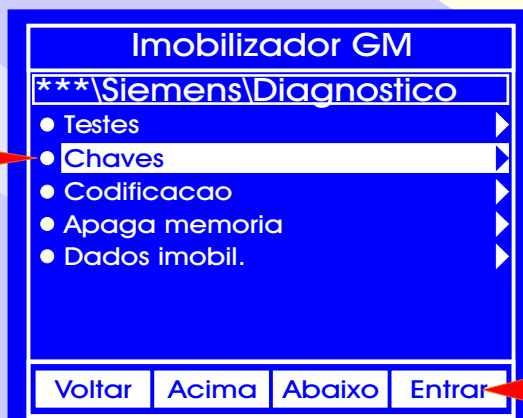 Imobilizador GM
***\Siemens\Diagnostico
Testes
Chaves
Codificacao
Apaga memoria
Dados imobil.
Voltar Acima Abaixo Entrar